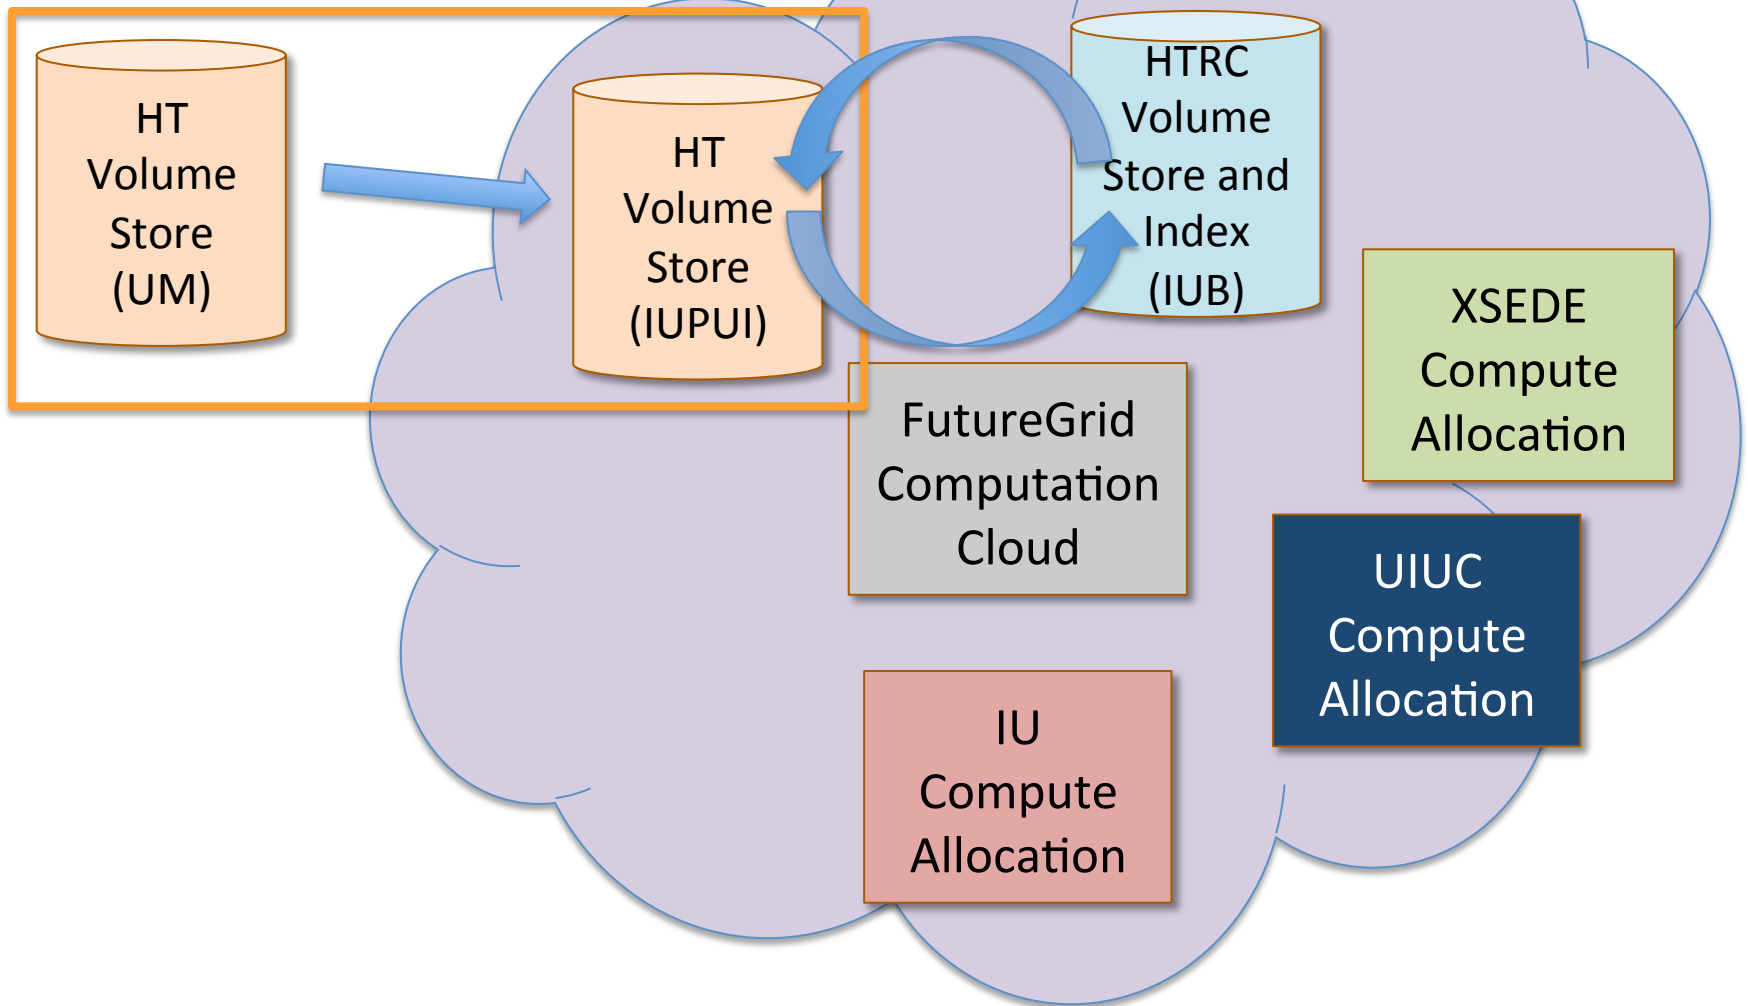 HT
Volume
Store
(UM)
HT
Volume
Store
(IUPUI)
HTRC
Volume
Store and
Index
(IUB)
XSEDE
Compute
Allocation
FutureGrid
Computation
Cloud
UIUC
Compute
Allocation
IU
Compute
Allocation